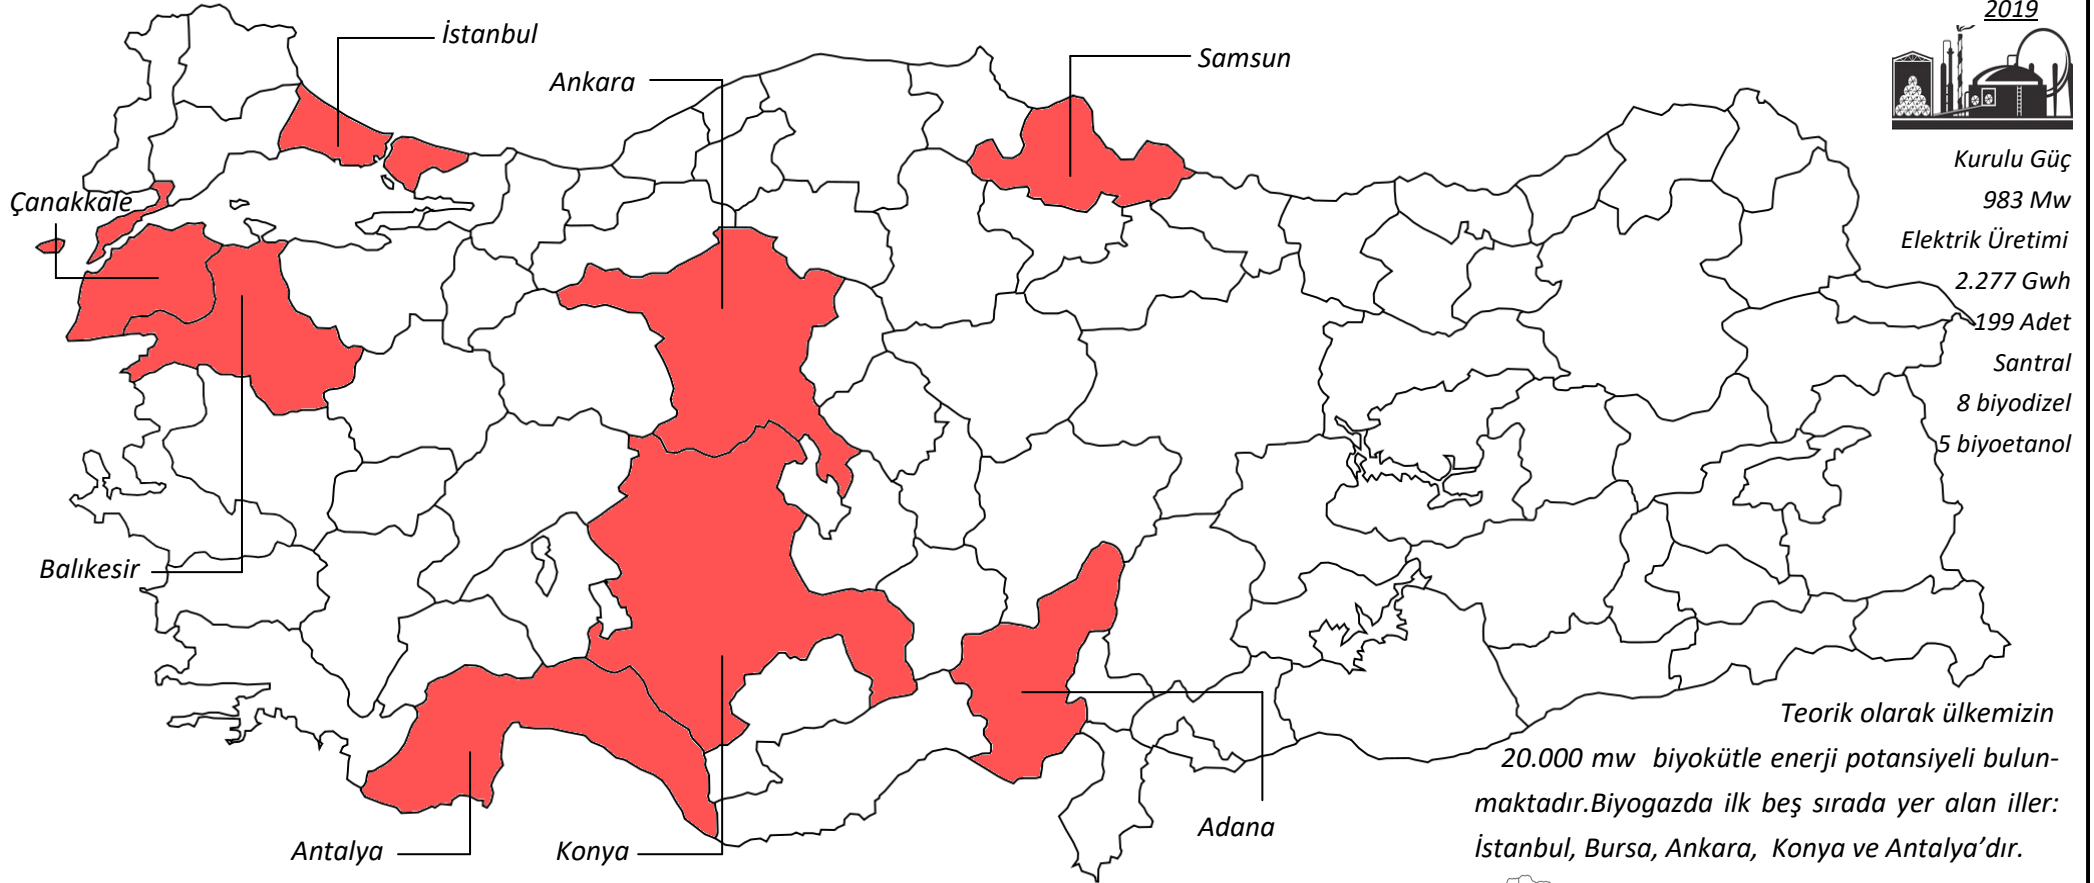 2019
İstanbul
Ankara
Samsun
Çanakkale
Balıkesir
Antalya
Konya
Adana
Kurulu Güç
983 Mw
Elektrik Üretimi
2.277 Gwh
199 Adet
Santral
8 biyodizel
5 biyoetanol
Teorik olarak ülkemizin
20.000 mw biyokütle enerji potansiyeli bulun-
maktadır.Biyogazda ilk beş sırada yer alan iller:
İstanbul, Bursa, Ankara, Konya ve Antalya’dır.